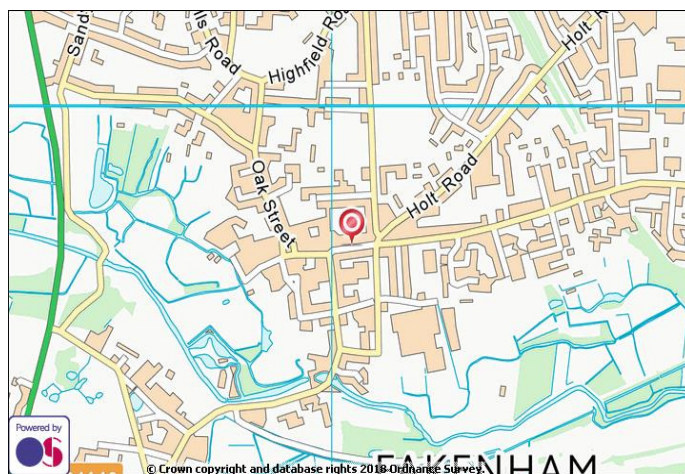 Sand
lls Road
Highfield Ro
Holt R
Oak Street
Holt Road
FAKENHAM
Powered by
OS
© Crown copyright and database rights 2018 Ordnance Survey.